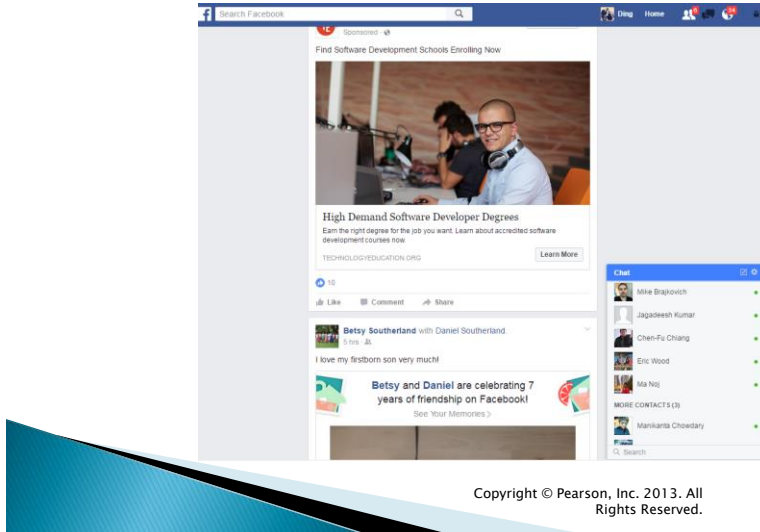 Search Facebook
Ding Home
Sponsored ·
Find Software Development Schools Enrolling Now
High Demand Software Developer Degrees
Earn the right degree for the job you want. Learn about accredited software
development courses now.
TECHNOLOGYEDUCATION.ORG
Learn More
10
Like Comment Share
Betsy Southerland with Daniel Southerland.
5 hrs ·
I love my firstborn son very much!
Betsy and Daniel are celebrating 7
years of friendship on Facebook!
See Your Memories >
Chat
Mike Brajkovich
Jagadeesh Kumar
Chen-Fu Chiang
Eric Wood
Ma Noj
MORE CONTACTS (3)
Manikanta Chowdary
Search
Copyright © Pearson, Inc. 2013. All
Rights Reserved.